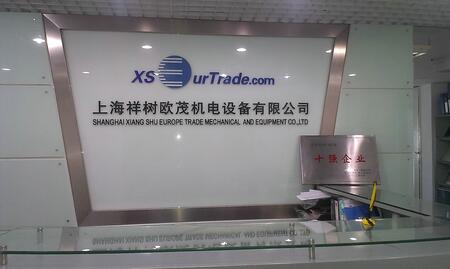 XS EurTrade.com
上海祥树欧茂机电设备有限公司
SHANGHAI XIANG SHU EUROPE TRADE MECHANICAL AND EQUIPMENT CO.,LTD
十强企业